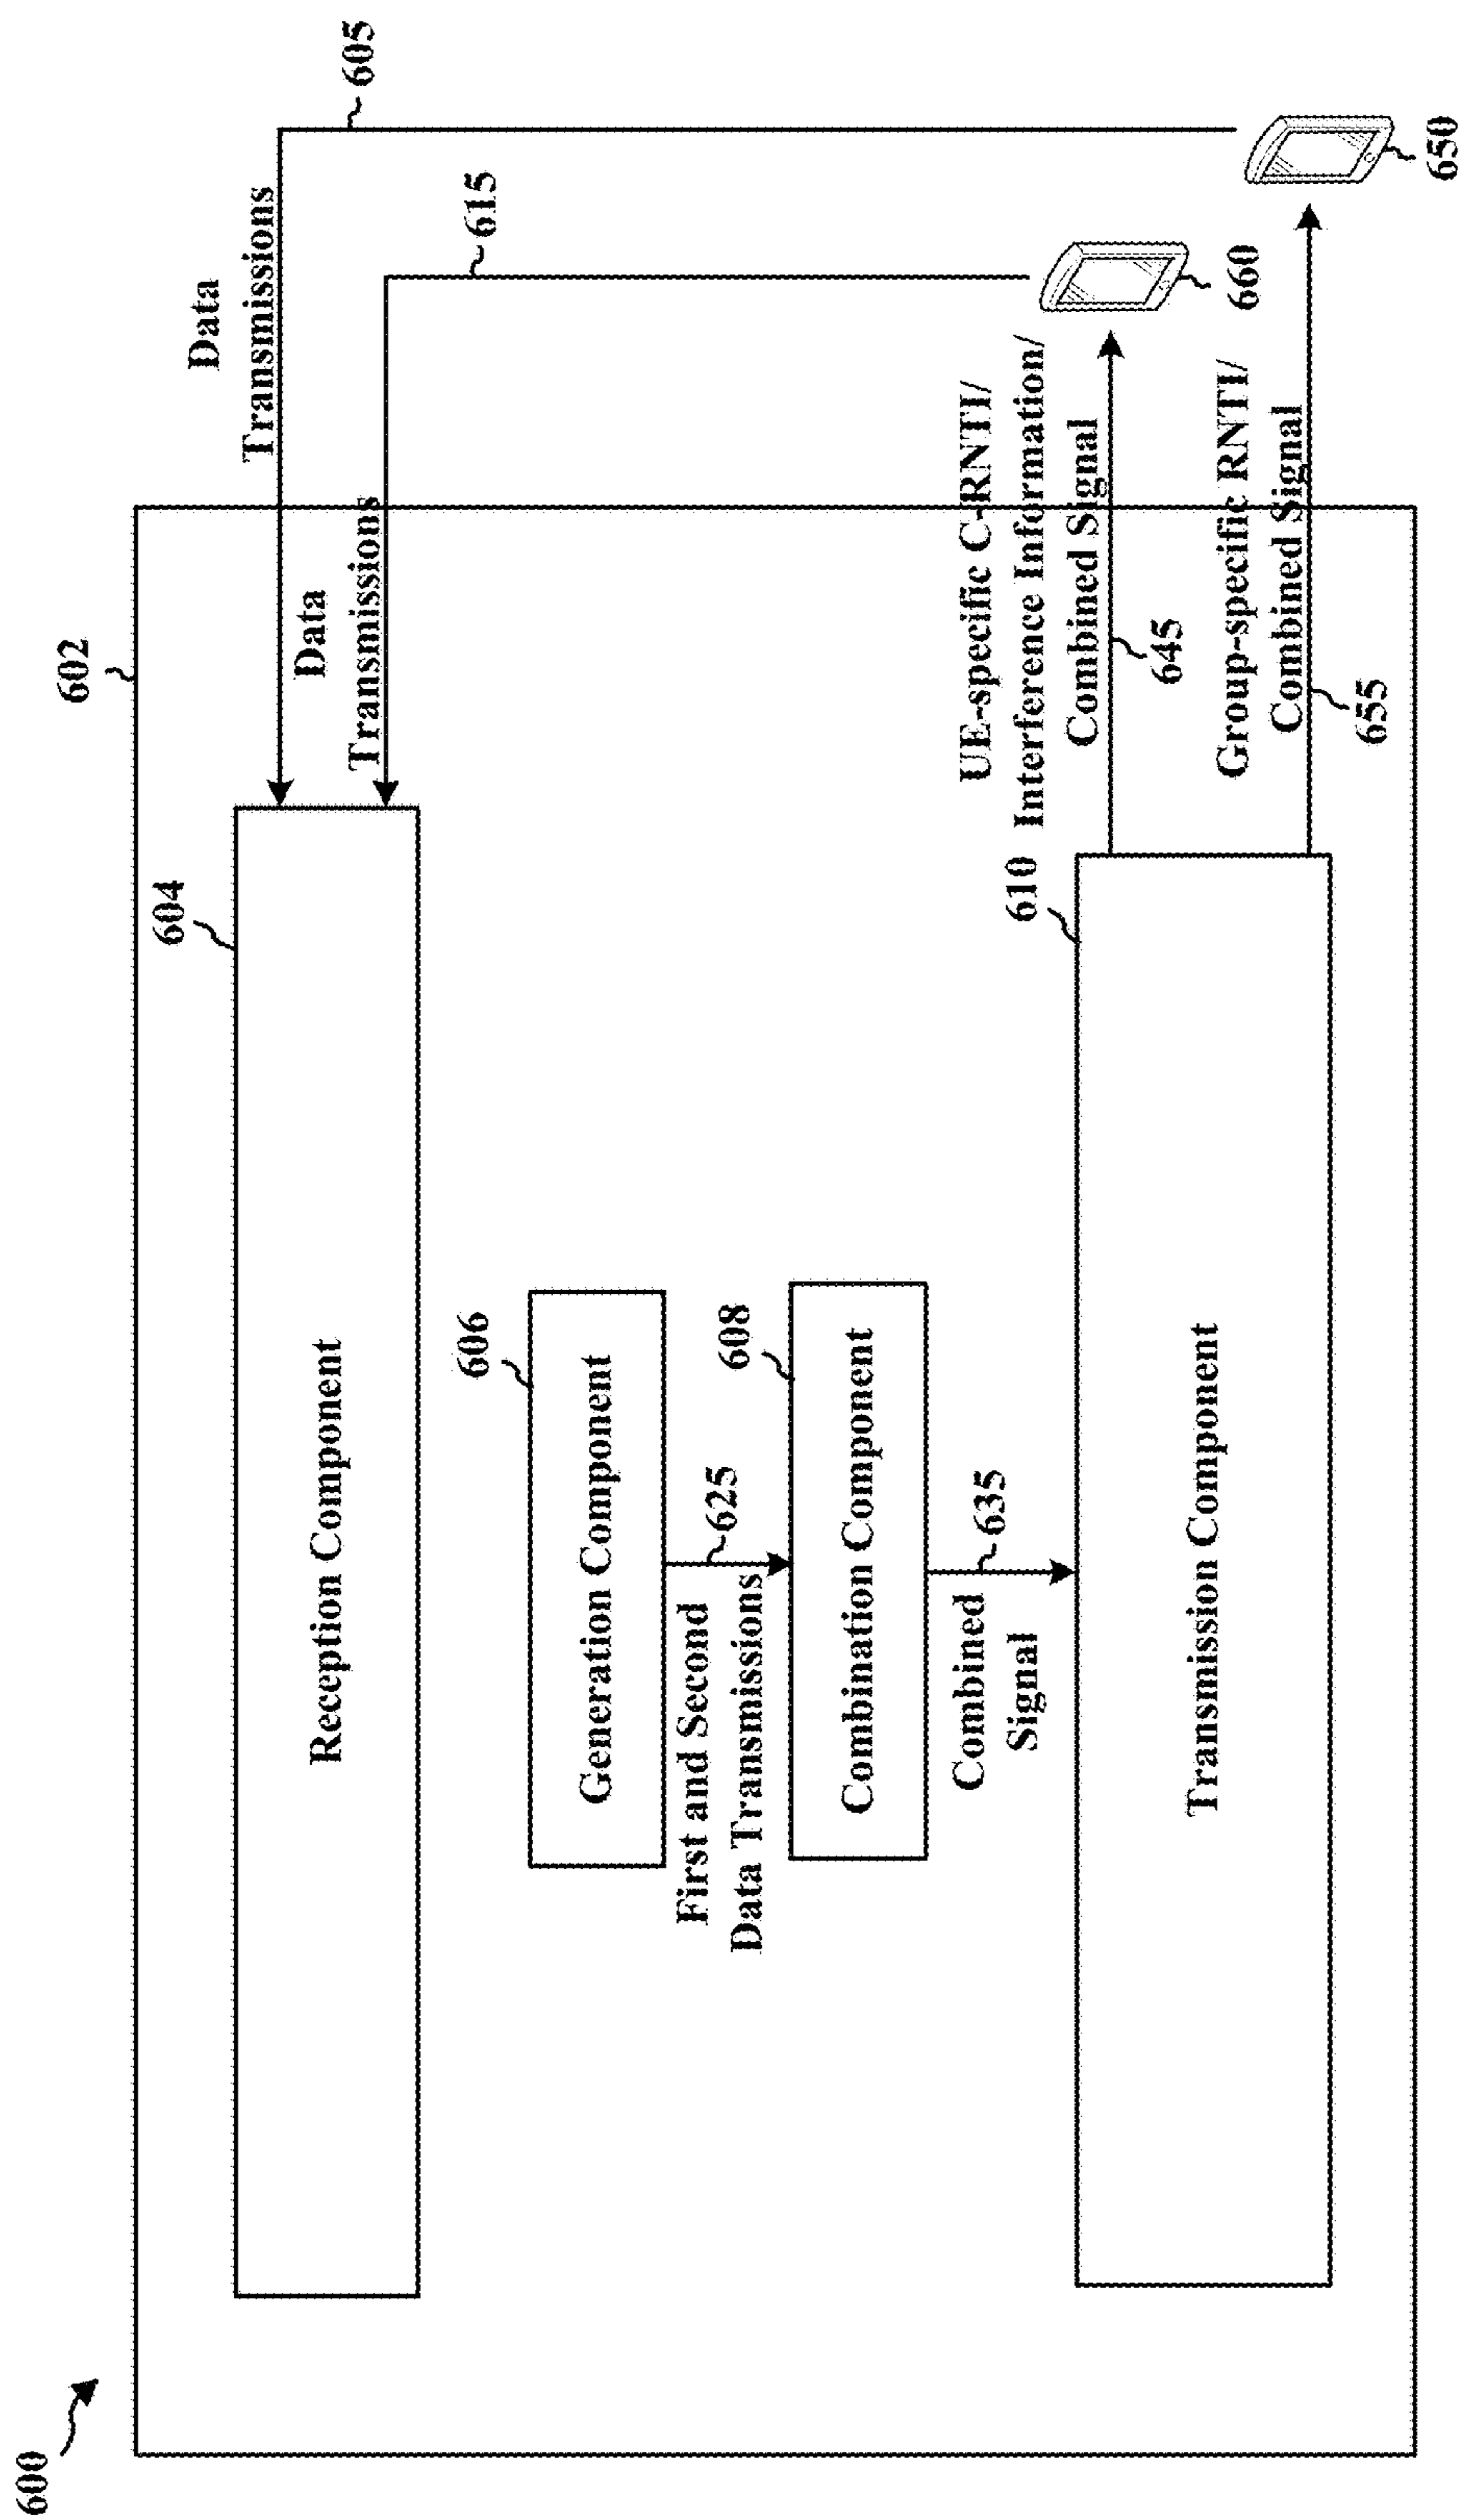 600
602
604
Reception Component
Data
Transmissions
605
Data
Transmissions
615
606
Generation Component
First and Second
Data Transmissions
625
608
Combination Component
Combined
Signal
635
610
Transmission Component
UE-specific C-RNTI/
Interference Information/
Combined Signal
645
660
Group-specific RNTI/
Combined Signal
655
650